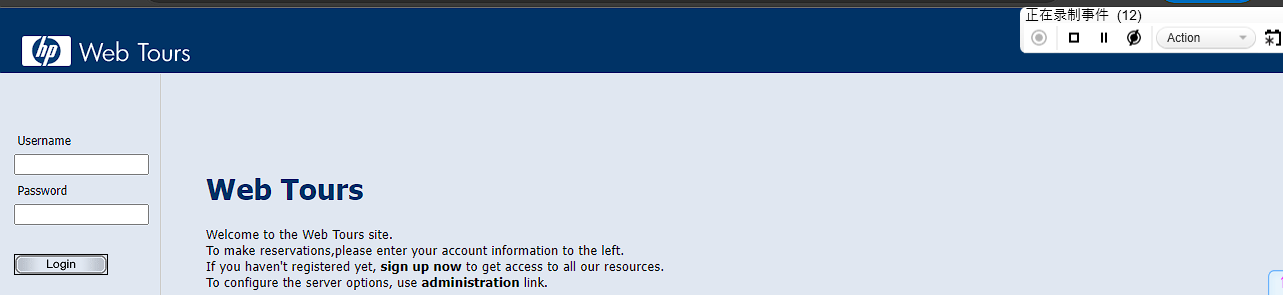 正在录制事件 (12)
hp Web Tours
Action
Username
Password
Login
Web Tours
Welcome to the Web Tours site.
To make reservations,please enter your account information to the left.
If you haven't registered yet, sign up now to get access to all our resources.
To configure the server options, use administration link.